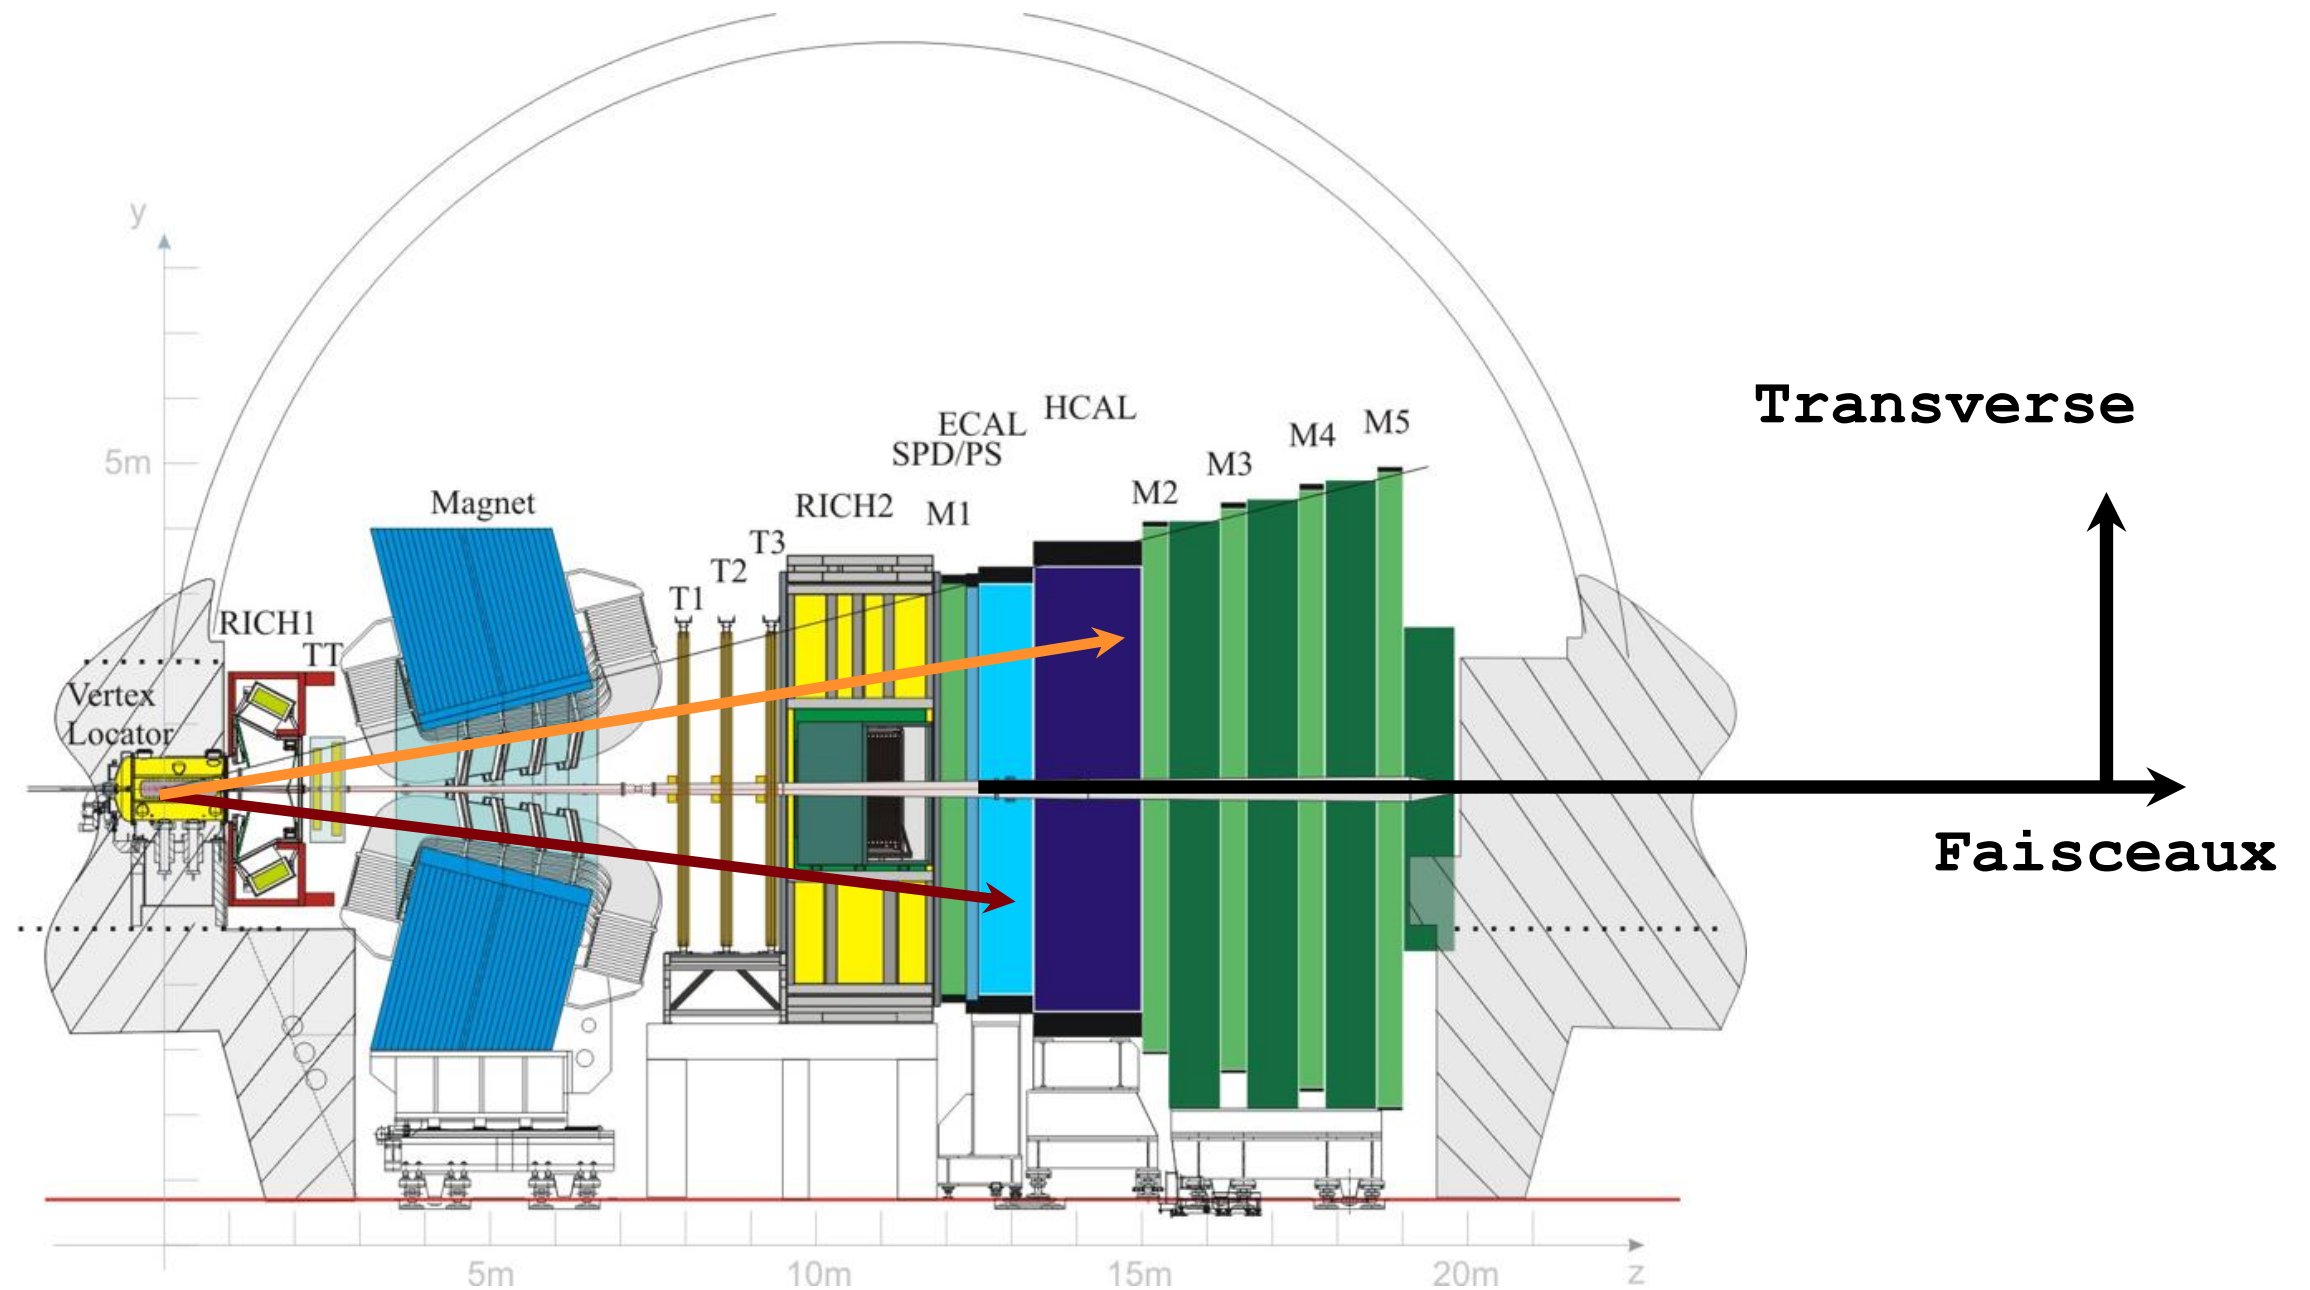 y
5m
Vertex
Locator
RICH1
TT
Magnet
T1
T2
T3
RICH2
M1
SPD/PS
ECAL
HCAL
M2
M3
M4
M5
Transverse
Faisceaux
5m
10m
15m
20m
z